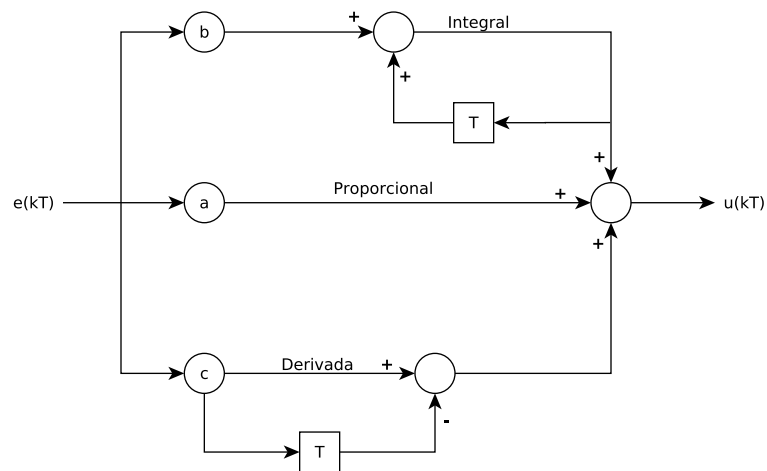 b
+
Integral
+
T
+
e(kT)
a
Proporcional
+
u(kT)
+
c
Derivada
+
-
T